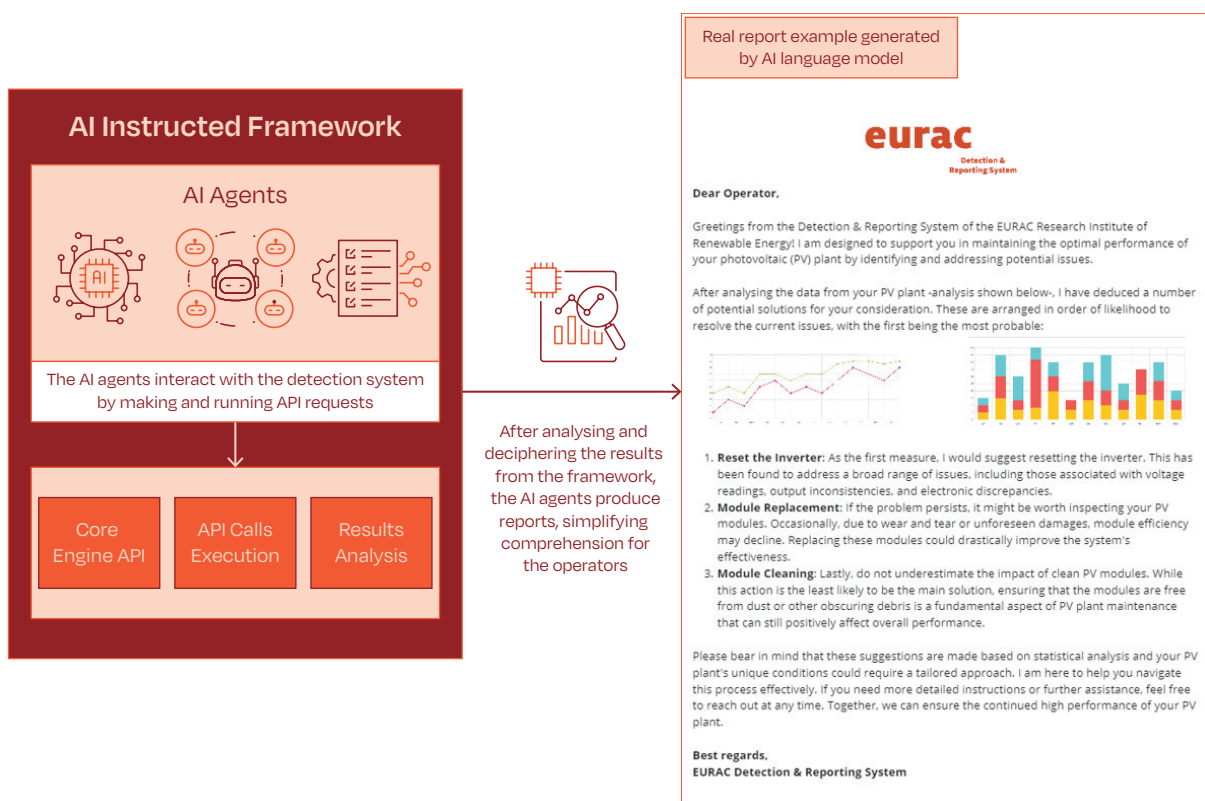 AI Instructed Framework
AI Agents
AI
The AI agents interact with the detection system
by making and running API requests
Core
Engine API
API Calls
Execution
Results
Analysis
After analysing and
deciphering the results
from the framework,
the AI agents produce
reports, simplifying
comprehension for
the operators
Real report example generated
by AI language model
eurac
Detection &
Reporting System
Dear Operator,
Greetings from the Detection & Reporting System of the EURAC Research Institute of
Renewable Energy! I am designed to support you in maintaining the optimal performance of
your photovoltaic (PV) plant by identifying and addressing potential issues.
After analysing the data from your PV plant -analysis shown below-, I have deduced a number
of potential solutions for your consideration. These are arranged in order of likelihood to
resolve the current issues, with the first being the most probable:
1. Reset the Inverter: As the first measure, I would suggest resetting the inverter. This has
been found to address a broad range of issues, including those associated with voltage
readings, output inconsistencies, and electronic discrepancies.
2. Module Replacement: If the problem persists, it might be worth inspecting your PV
modules. Occasionally, due to wear and tear or unforeseen damages, module efficiency
may decline. Replacing these modules could drastically improve the system's
effectiveness.
3. Module Cleaning: Lastly, do not underestimate the impact of clean PV modules. While
this action is the least likely to be the main solution, ensuring that the modules are free
from dust or other obscuring debris is a fundamental aspect of PV plant maintenance
that can still positively affect overall performance.
Please bear in mind that these suggestions are made based on statistical analysis and your PV
plant's unique conditions could require a tailored approach. I am here to help you navigate
this process effectively. If you need more detailed instructions or further assistance, feel free
to reach out at any time. Together, we can ensure the continued high performance of your PV
plant.
Best regards,
EURAC Detection & Reporting System